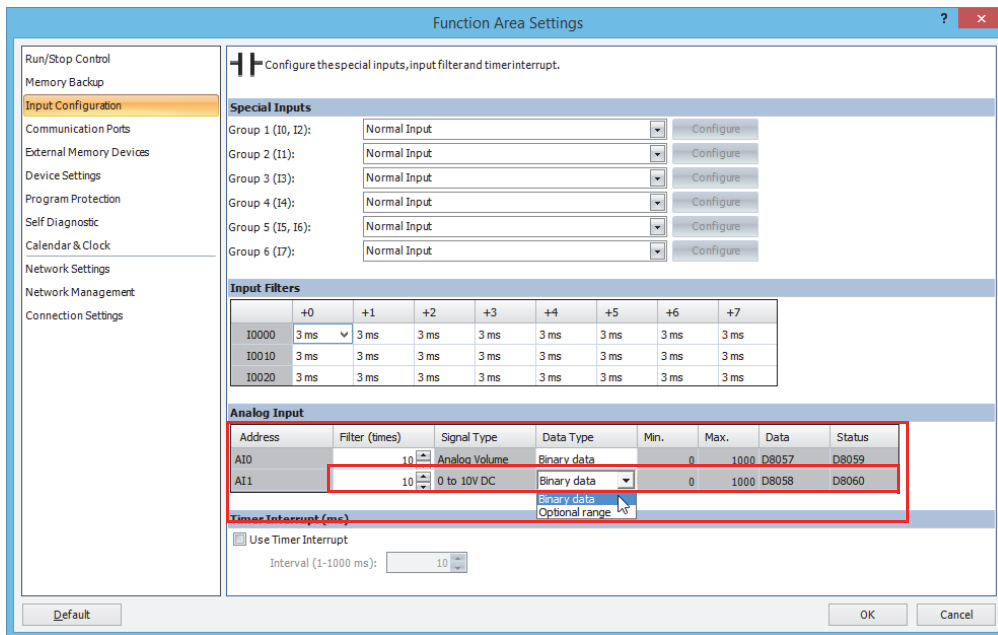 Function Area Settings
? ×
Run/Stop Control
Memory Backup
Input Configuration
Communication Ports
External Memory Devices
Device Settings
Program Protection
Self Diagnostic
Calendar & Clock
Network Settings
Network Management
Connection Settings
Configure the special inputs, input filter and timer interrupt.
Special Inputs
Group 1 (I0, I2): Normal Input Configure
Group 2 (I1): Normal Input Configure
Group 3 (I3): Normal Input Configure
Group 4 (I4): Normal Input Configure
Group 5 (I5, I6): Normal Input Configure
Group 6 (I7): Normal Input Configure
Input Filters
+0 +1 +2 +3 +4 +5 +6 +7
I0000 3 ms 3 ms 3 ms 3 ms 3 ms 3 ms 3 ms 3 ms
I0010 3 ms 3 ms 3 ms 3 ms 3 ms 3 ms 3 ms 3 ms
I0020 3 ms 3 ms 3 ms 3 ms 3 ms 3 ms 3 ms 3 ms
Analog Input
Address Filter (times) Signal Type Data Type Min. Max. Data Status
AI0 10 Analog Volume Binary data 0 1000 D8057 D8059
AI1 10 0 to 10V DC Binary data 0 1000 D8058 D8060
Binary data
Optional range
Timer Interrupt (ms)
Use Timer Interrupt
Interval (1-1000 ms): 10
Default OK Cancel